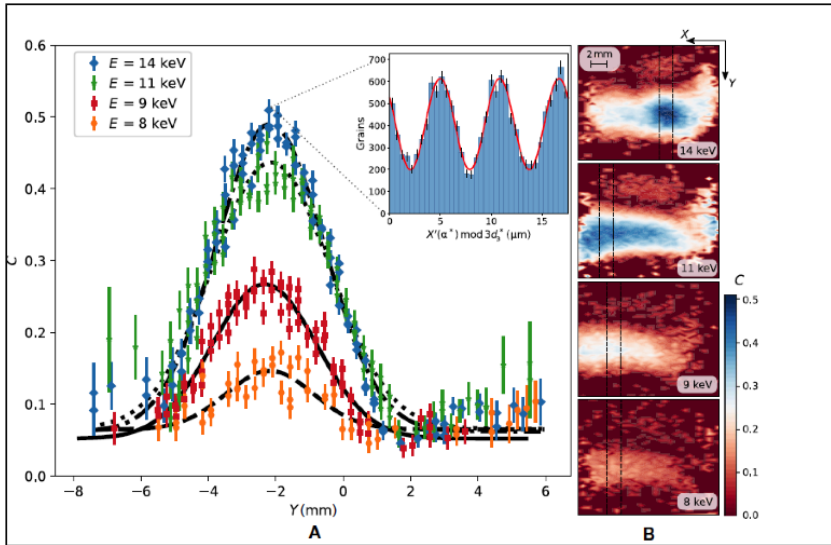 0.6
0.5
0.4
0.3
0.2
0.1
0.0
C
E = 14 keV
E = 11 keV
E = 9 keV
E = 8 keV
−8
−6
−4
−2
0
2
4
6
Y (mm)
A
700
600
500
400
300
200
100
0
Grains
0
5
10
15
X'(α*) mod 3d₃* (μm)
X
Y
2 mm
14 keV
11 keV
9 keV
8 keV
C
0.5
0.4
0.3
0.2
0.1
0.0
B